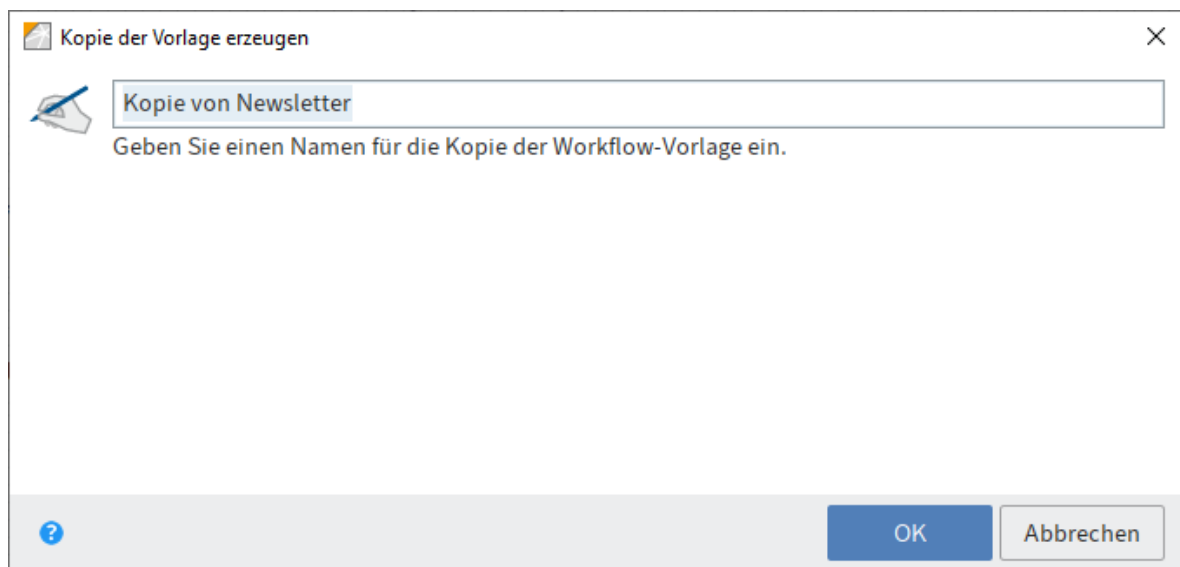 Kopie der Vorlage erzeugen
Kopie von Newsletter
Geben Sie einen Namen für die Kopie der Workflow-Vorlage ein.
?
OK
Abbrechen